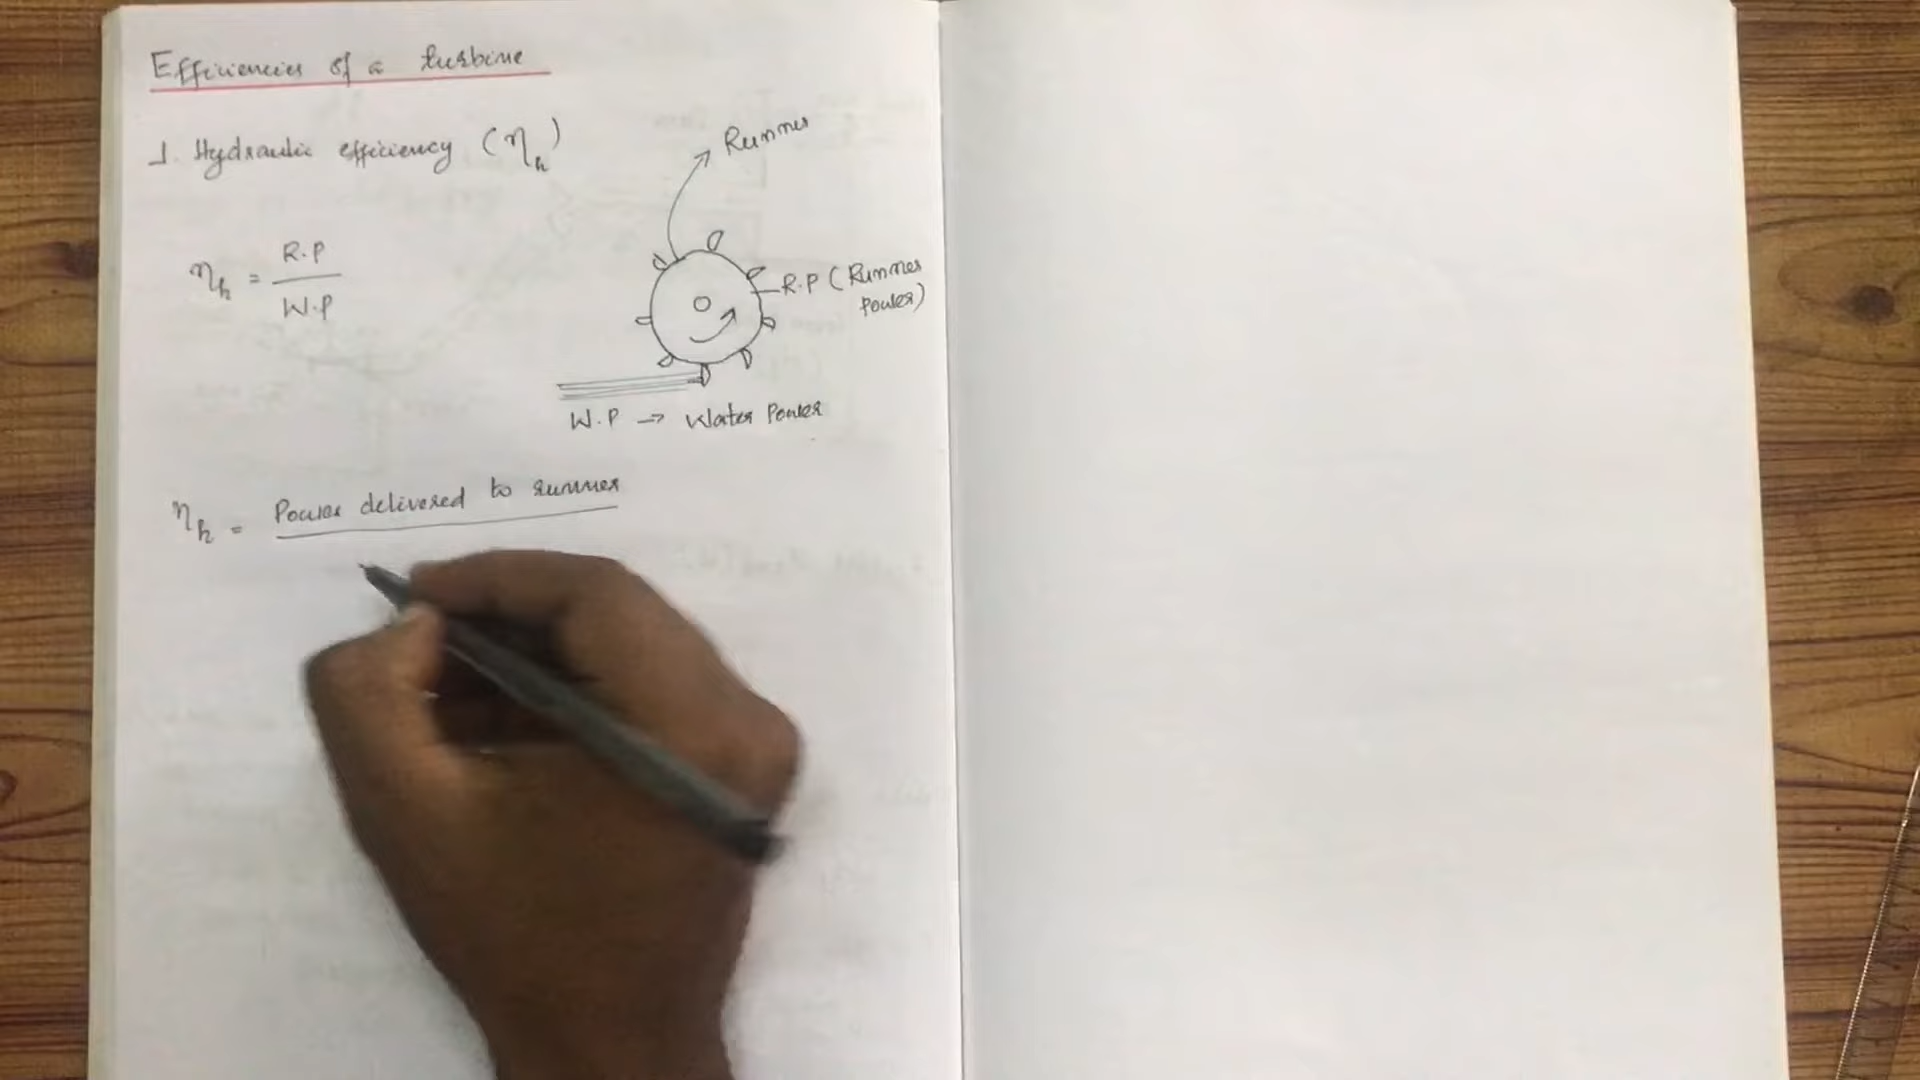 Efficiencies of a turbine
1. Hydraulic efficiency (ηh)
Runner
ηh = R.P
W.P
R.P (Runner
Power)
W.P → Water Power
ηh = Power delivered to runner